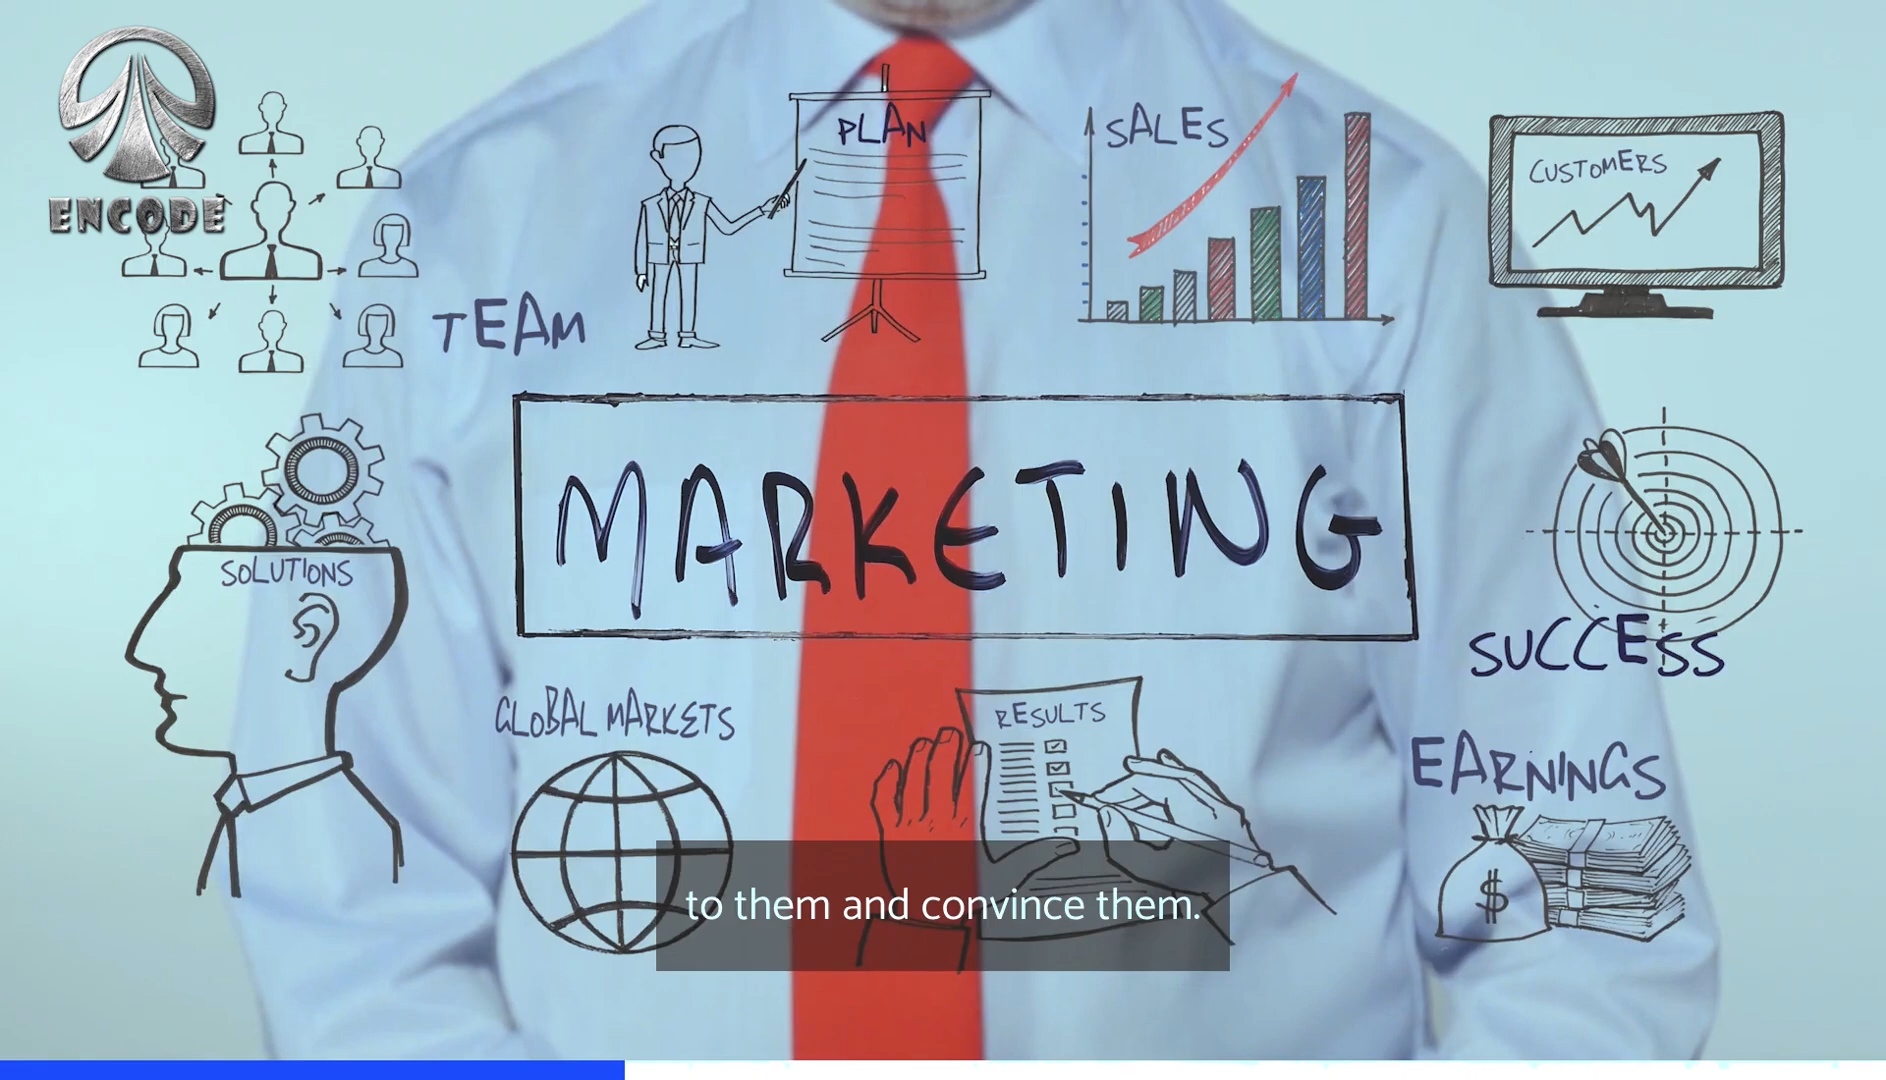 ENCODE
TEAM
PLAN
SALES
CUSTOMERS
MARKETING
SOLUTIONS
SUCCESS
GLOBAL MARKETS
RESULTS
EARNINGS
$
to them and convince them.